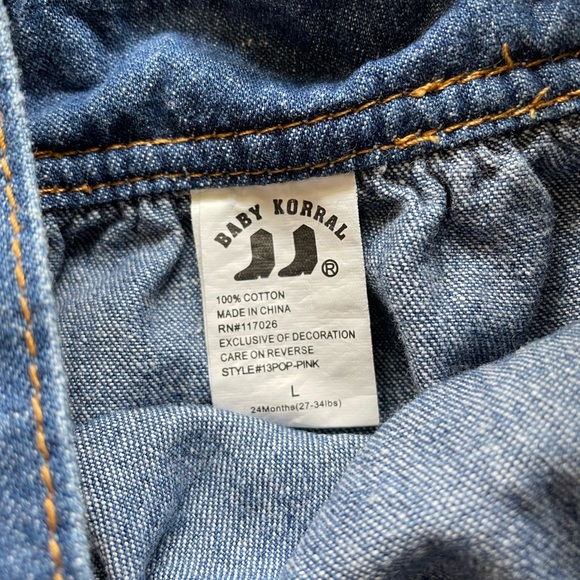 BABY KORRAL
®
100% COTTON
MADE IN CHINA
RN#117026
EXCLUSIVE OF DECORATION
CARE ON REVERSE
STYLE#13POP-PINK
L
24Months(27-34lbs)